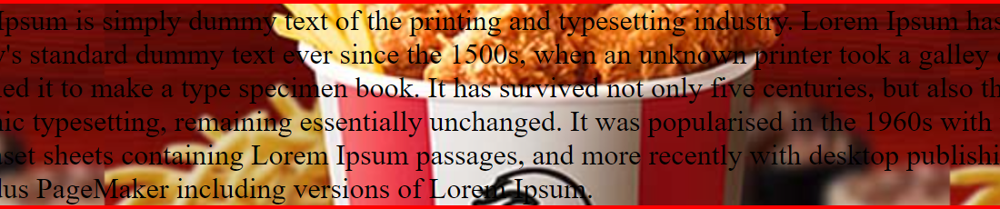 Ipsum is simply dummy text of the printing and typesetting industry. Lorem Ipsum has
y's standard dummy text ever since the 1500s, when an unknown printer took a galley
led it to make a type specimen book. It has survived not only five centuries, but also th
nic typesetting, remaining essentially unchanged. It was popularised in the 1960s with
set sheets containing Lorem Ipsum passages, and more recently with desktop publishi
dus PageMaker including versions of Lorem Ipsum.